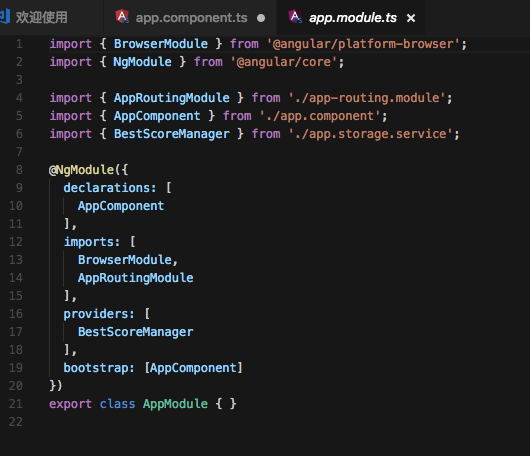 欢迎使用 app.component.ts app.module.ts
1 import { BrowserModule } from '@angular/platform-browser';
2 import { NgModule } from '@angular/core';
3
4 import { AppRoutingModule } from './app-routing.module';
5 import { AppComponent } from './app.component';
6 import { BestScoreManager } from './app.storage.service';
7
8 @NgModule({
9   declarations: [
10     AppComponent
11   ],
12   imports: [
13     BrowserModule,
14     AppRoutingModule
15   ],
16   providers: [
17     BestScoreManager
18   ],
19   bootstrap: [AppComponent]
20 })
21 export class AppModule { }
22